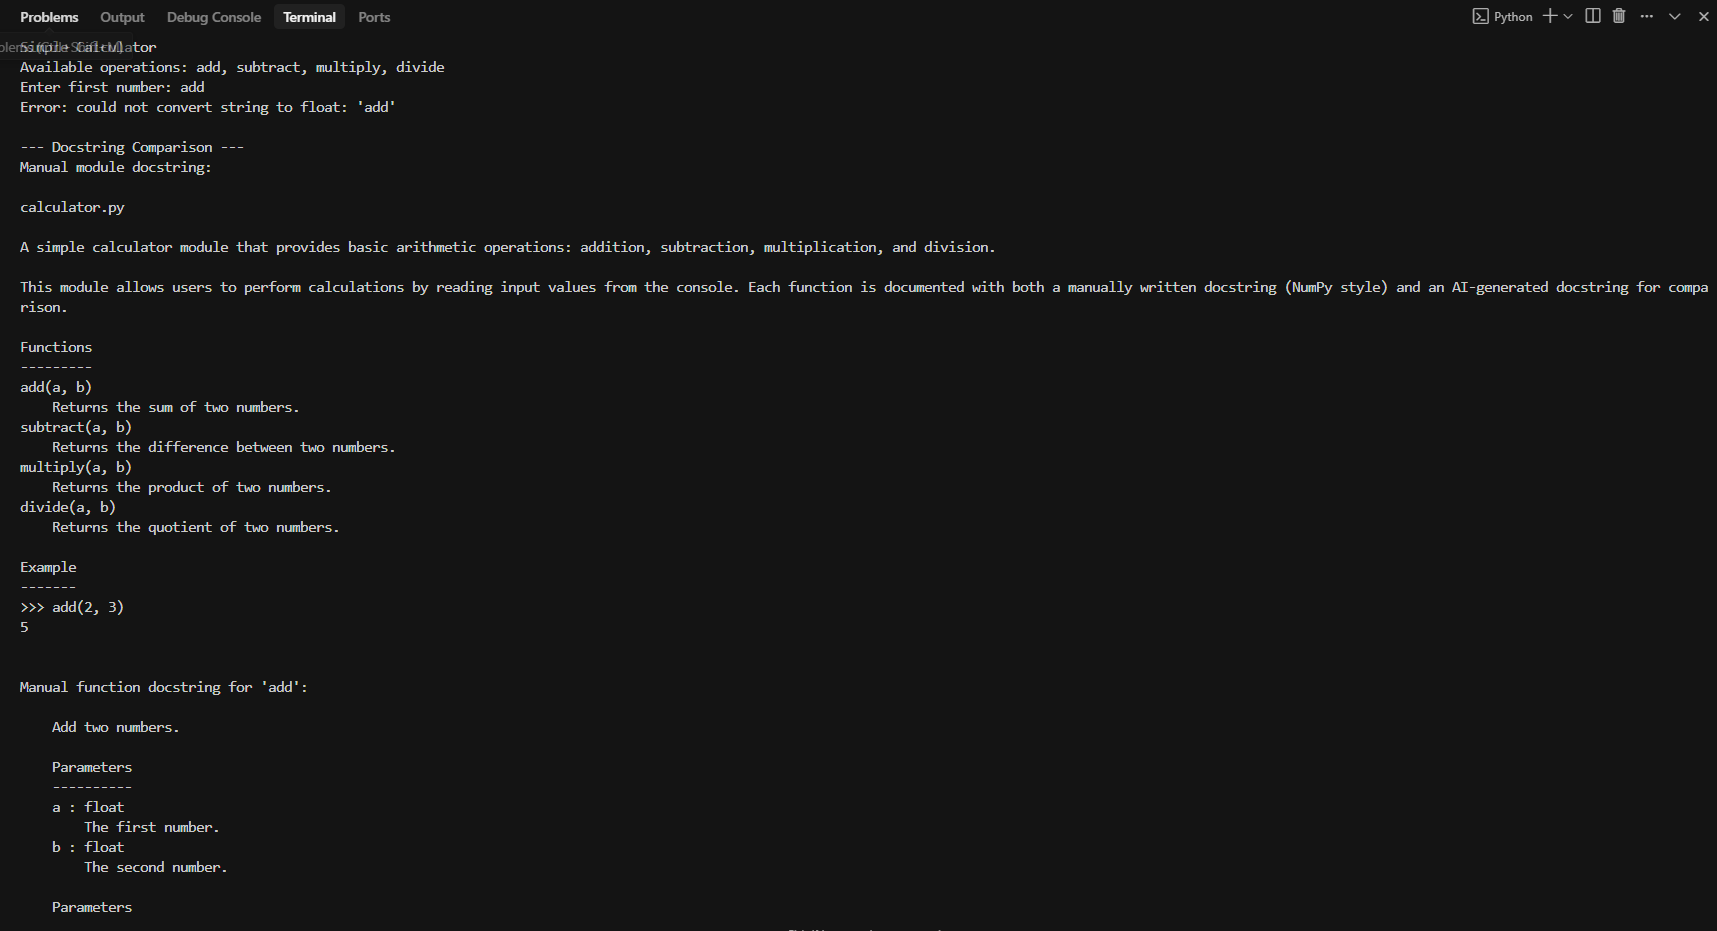 Problems Output Debug Console Terminal Ports Python
Simple Calculator
Available operations: add, subtract, multiply, divide
Enter first number: add
Error: could not convert string to float: 'add'
--- Docstring Comparison ---
Manual module docstring:
calculator.py
A simple calculator module that provides basic arithmetic operations: addition, subtraction, multiplication, and division.
This module allows users to perform calculations by reading input values from the console. Each function is documented with both a manually written docstring (NumPy style) and an AI-generated docstring for compa
rison.
Functions
---------
add(a, b)
    Returns the sum of two numbers.
subtract(a, b)
    Returns the difference between two numbers.
multiply(a, b)
    Returns the product of two numbers.
divide(a, b)
    Returns the quotient of two numbers.
Example
-------
>>> add(2, 3)
5
Manual function docstring for 'add':
    Add two numbers.
    Parameters
    ----------
    a : float
        The first number.
    b : float
        The second number.
    Parameters